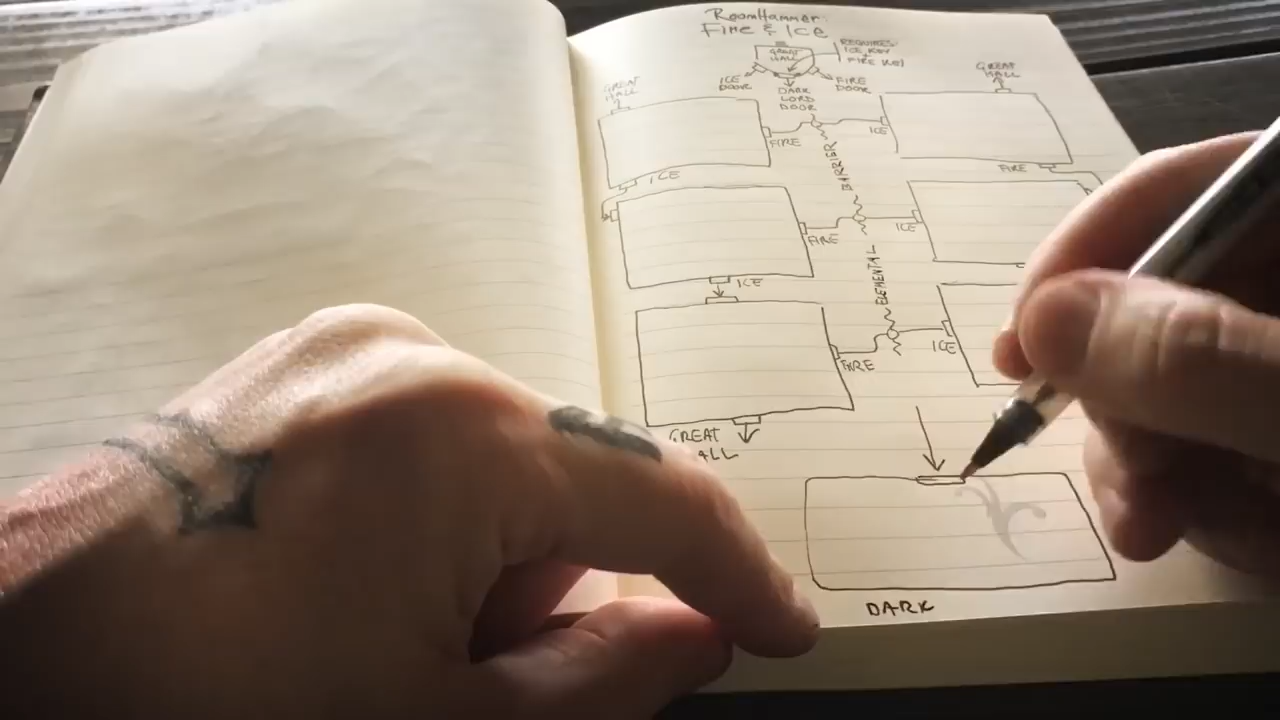 RoomHammer:
Fire & Ice
GREAT
HALL
REQUIRES:
ICE KEY
+
FIRE KEY
ICE
DOOR
DARK
LORD
DOOR
FIRE
DOOR
GREAT
HALL
GREAT
HALL
FIRE
ICE
BARRIER
ICE
FIRE
FIRE
ICE
ELEMENTAL
ICE
FIRE
ICE
GREAT
ALL
DARK